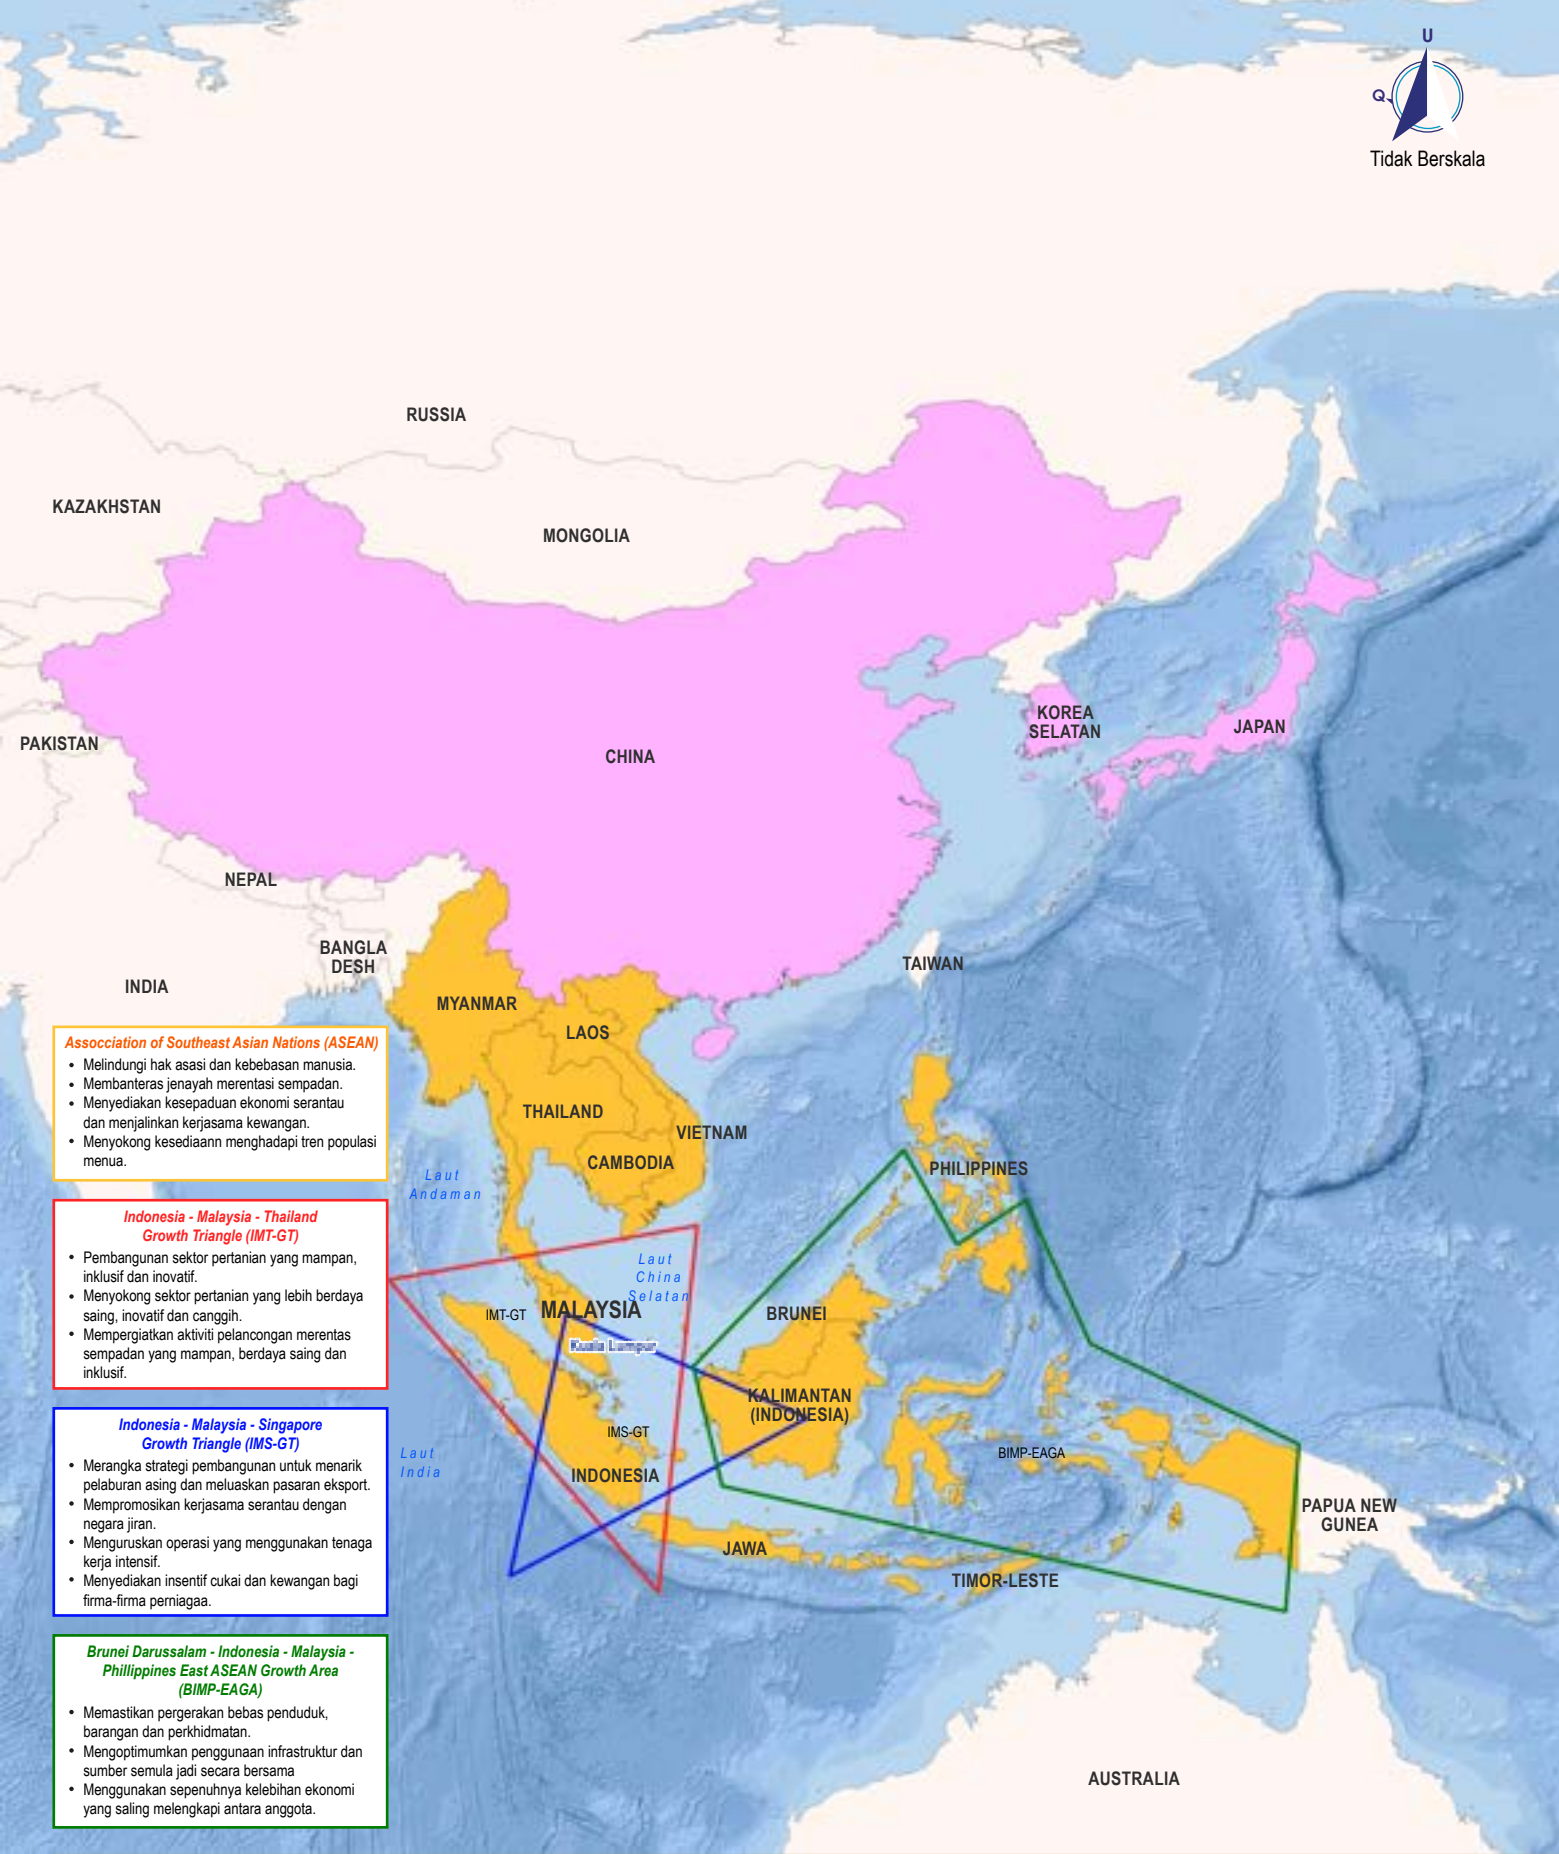 U
Q
Tidak Berskala
RUSSIA
KAZAKHSTAN
MONGOLIA
KOREA
SELATAN
JAPAN
PAKISTAN
CHINA
NEPAL
BANGLA
DESH
TAIWAN
INDIA
MYANMAR
LAOS
THAILAND
VIETNAM
CAMBODIA
PHILIPPINES
Laut
Andaman
Laut
China
Selatan
IMT-GT
MALAYSIA
BRUNEI
Kuala Lumpur
KALIMANTAN
(INDONESIA)
IMS-GT
BIMP-EAGA
Laut
India
INDONESIA
PAPUA NEW
GUNEA
JAWA
TIMOR-LESTE
AUSTRALIA
Assocciation of Southeast Asian Nations (ASEAN)
• Melindungi hak asasi dan kebebasan manusia.
• Membanteras jenayah merentasi sempadan.
• Menyediakan kesepaduan ekonomi serantau
dan menjalinkan kerjasama kewangan.
• Menyokong kesediaann menghadapi tren populasi
menua.
Indonesia - Malaysia - Thailand
Growth Triangle (IMT-GT)
• Pembangunan sektor pertanian yang mampan,
inklusif dan inovatif.
• Menyokong sektor pertanian yang lebih berdaya
saing, inovatif dan canggih.
• Mempergiatkan aktiviti pelancongan merentas
sempadan yang mampan, berdaya saing dan
inklusif.
Indonesia - Malaysia - Singapore
Growth Triangle (IMS-GT)
• Merangka strategi pembangunan untuk menarik
pelaburan asing dan meluaskan pasaran eksport.
• Mempromosikan kerjasama serantau dengan
negara jiran.
• Menguruskan operasi yang menggunakan tenaga
kerja intensif.
• Menyediakan insentif cukai dan kewangan bagi
firma-firma perniagaa.
Brunei Darussalam - Indonesia - Malaysia -
Phillippines East ASEAN Growth Area
(BIMP-EAGA)
• Memastikan pergerakan bebas penduduk,
barangan dan perkhidmatan.
• Mengoptimumkan penggunaan infrastruktur dan
sumber semula jadi secara bersama
• Menggunakan sepenuhnya kelebihan ekonomi
yang saling melengkapi antara anggota.